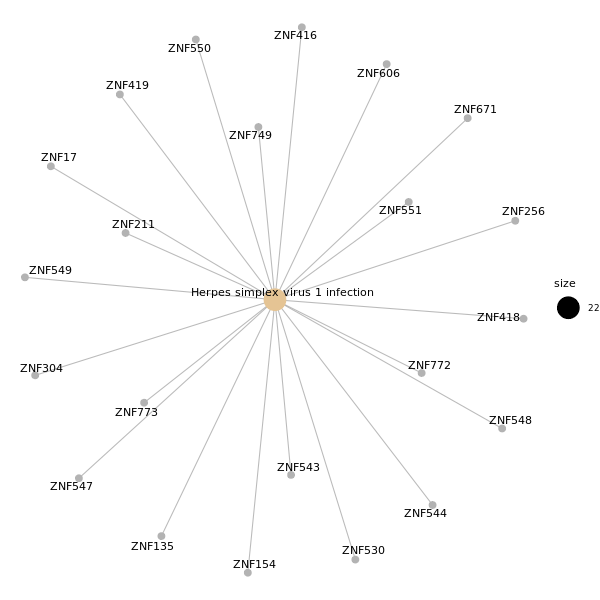 ZNF416
ZNF550
ZNF606
ZNF419
ZNF671
ZNF749
ZNF17
ZNF551
ZNF256
ZNF211
ZNF549
size
Herpes simplex virus 1 infection
22
ZNF418
ZNF304
ZNF772
ZNF773
ZNF548
ZNF543
ZNF547
ZNF544
ZNF135
ZNF530
ZNF154